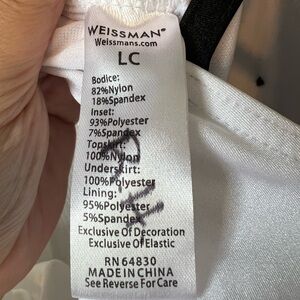 WEISSMAN®
Weissmans.com
LC
Bodice:
82%Nylon
18%Spandex
Inset:
93%Polyester
7%Spandex
Topskirt:
100%Nylon
Underskirt:
100%Polyester
Lining:
95%Polyester
5%Spandex
Exclusive Of Decoration
Exclusive Of Elastic
RN 64830
MADE IN CHINA
See Reverse For Care